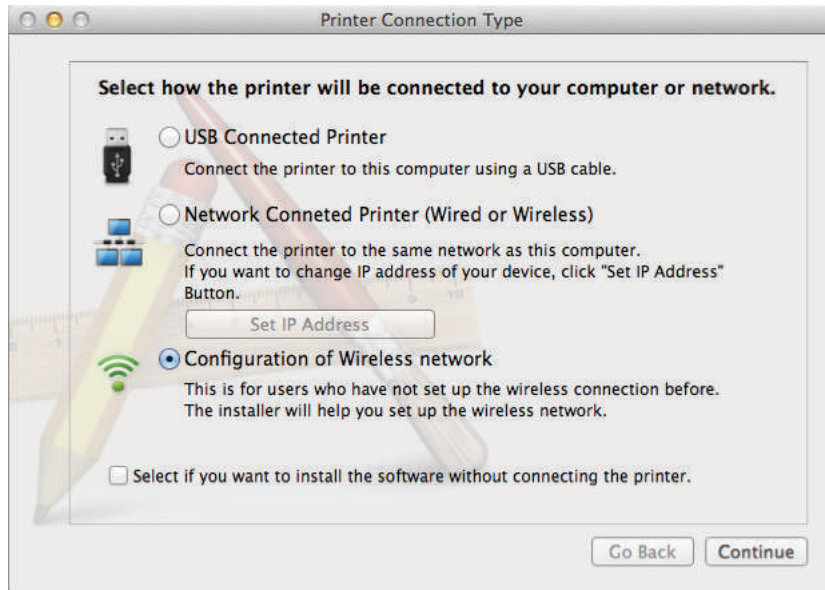 Printer Connection Type
Select how the printer will be connected to your computer or network.
USB Connected Printer
Connect the printer to this computer using a USB cable.
Network Conneted Printer (Wired or Wireless)
Connect the printer to the same network as this computer.
If you want to change IP address of your device, click "Set IP Address"
Button.
Set IP Address
Configuration of Wireless network
This is for users who have not set up the wireless connection before.
The installer will help you set up the wireless network.
Select if you want to install the software without connecting the printer.
Go Back Continue